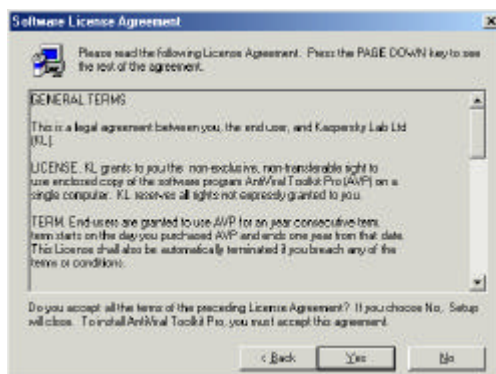 Software License Agreement
Please read the following License Agreement. Press the PAGE DOWN key to see
the rest of the agreement.
GENERAL TERMS
This is a legal agreement between you, the end user, and Kaspersky Lab Ltd
(KL).
LICENSE. KL grants to you the non-exclusive, non-transferable right to
use enclosed copy of the software program AntiViral Toolkit Pro (AVP) on a
single computer. KL reserves all rights not expressly granted to you.
TERM. End-users are granted to use AVP for an year consecutive term.
term starts on the day you purchased AVP and ends one year from that date.
This License shall also be automatically terminated if you breach any of the
terms or conditions.
Do you accept all the terms of the preceding License Agreement? If you choose No, Setup
will close. To install AntiViral Toolkit Pro, you must accept this agreement.
< Back
Yes
No